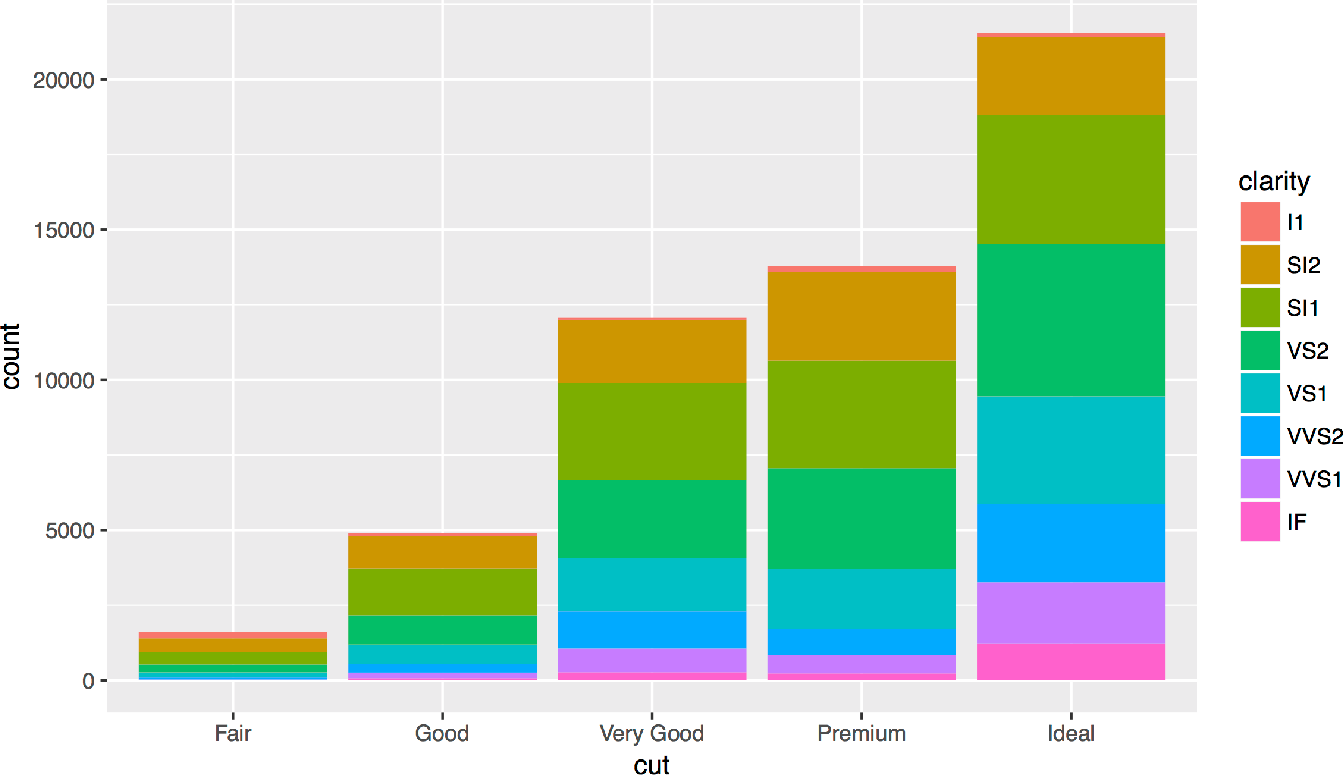 20000
15000
10000
5000
0
count
Fair Good Very Good Premium Ideal
cut
clarity
I1
SI2
SI1
VS2
VS1
VVS2
VVS1
IF